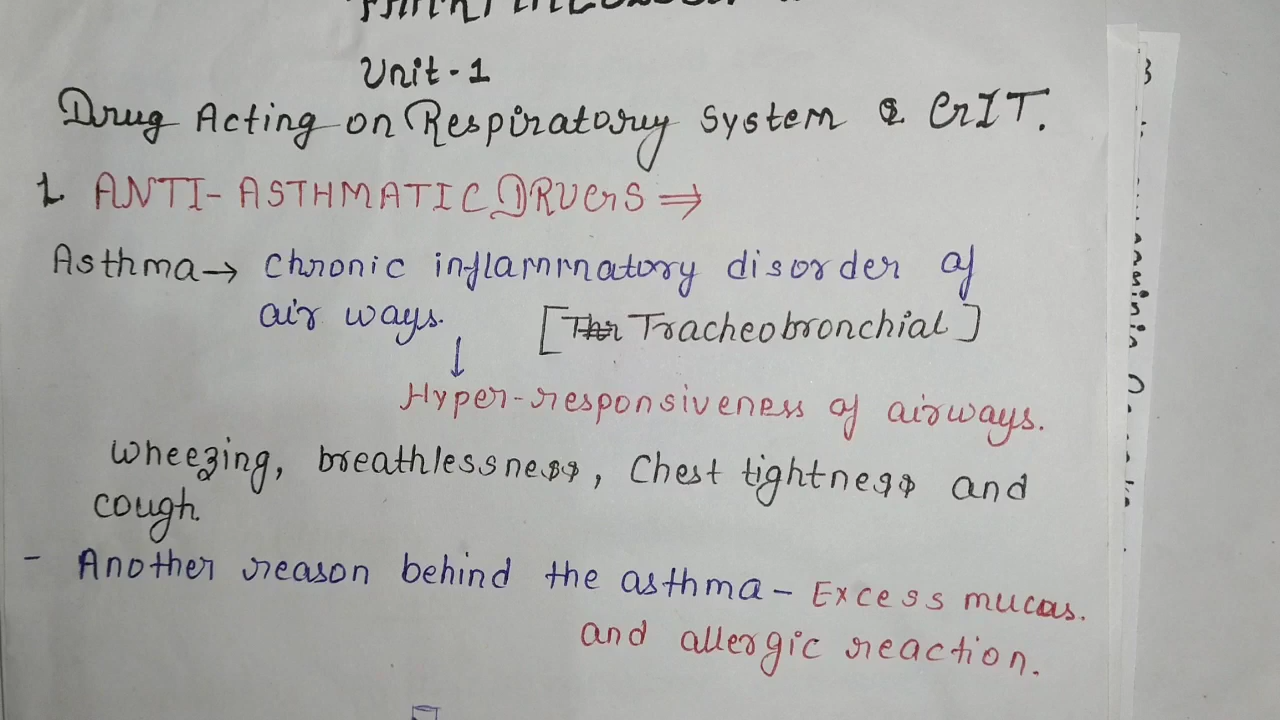 Unit-1
Drug Acting on Respiratory System & GIT.
1. ANTI-ASTHMATIC DRUGS ⇒
Asthma → chronic inflammatory disorder of
air ways. [Tracheobronchial]
↓
Hyper-responsiveness of airways.
wheezing, breathlessness, Chest tightness and
cough.
- Another reason behind the asthma - Excess mucus.
and allergic reaction.